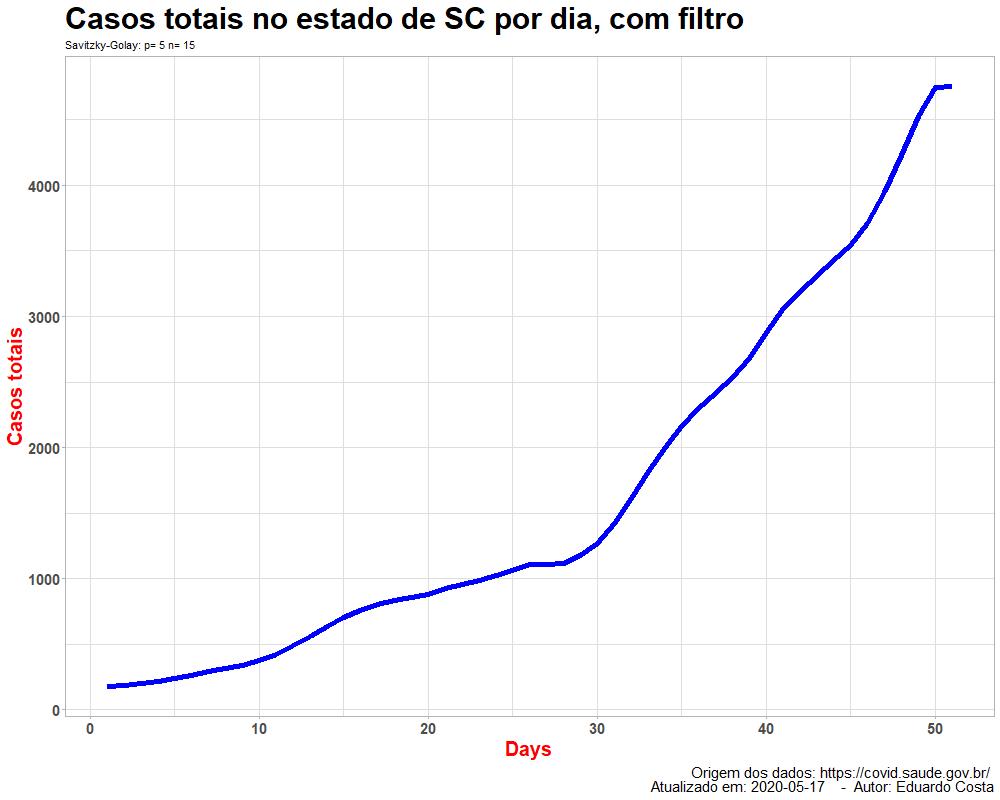 Casos totais no estado de SC por dia, com filtro
Savitzky-Golay: p= 5 n= 15
Casos totais
4000
3000
2000
1000
0
0 10 20 30 40 50
Days
Origem dos dados: https://covid.saude.gov.br/
Atualizado em: 2020-05-17 - Autor: Eduardo Costa